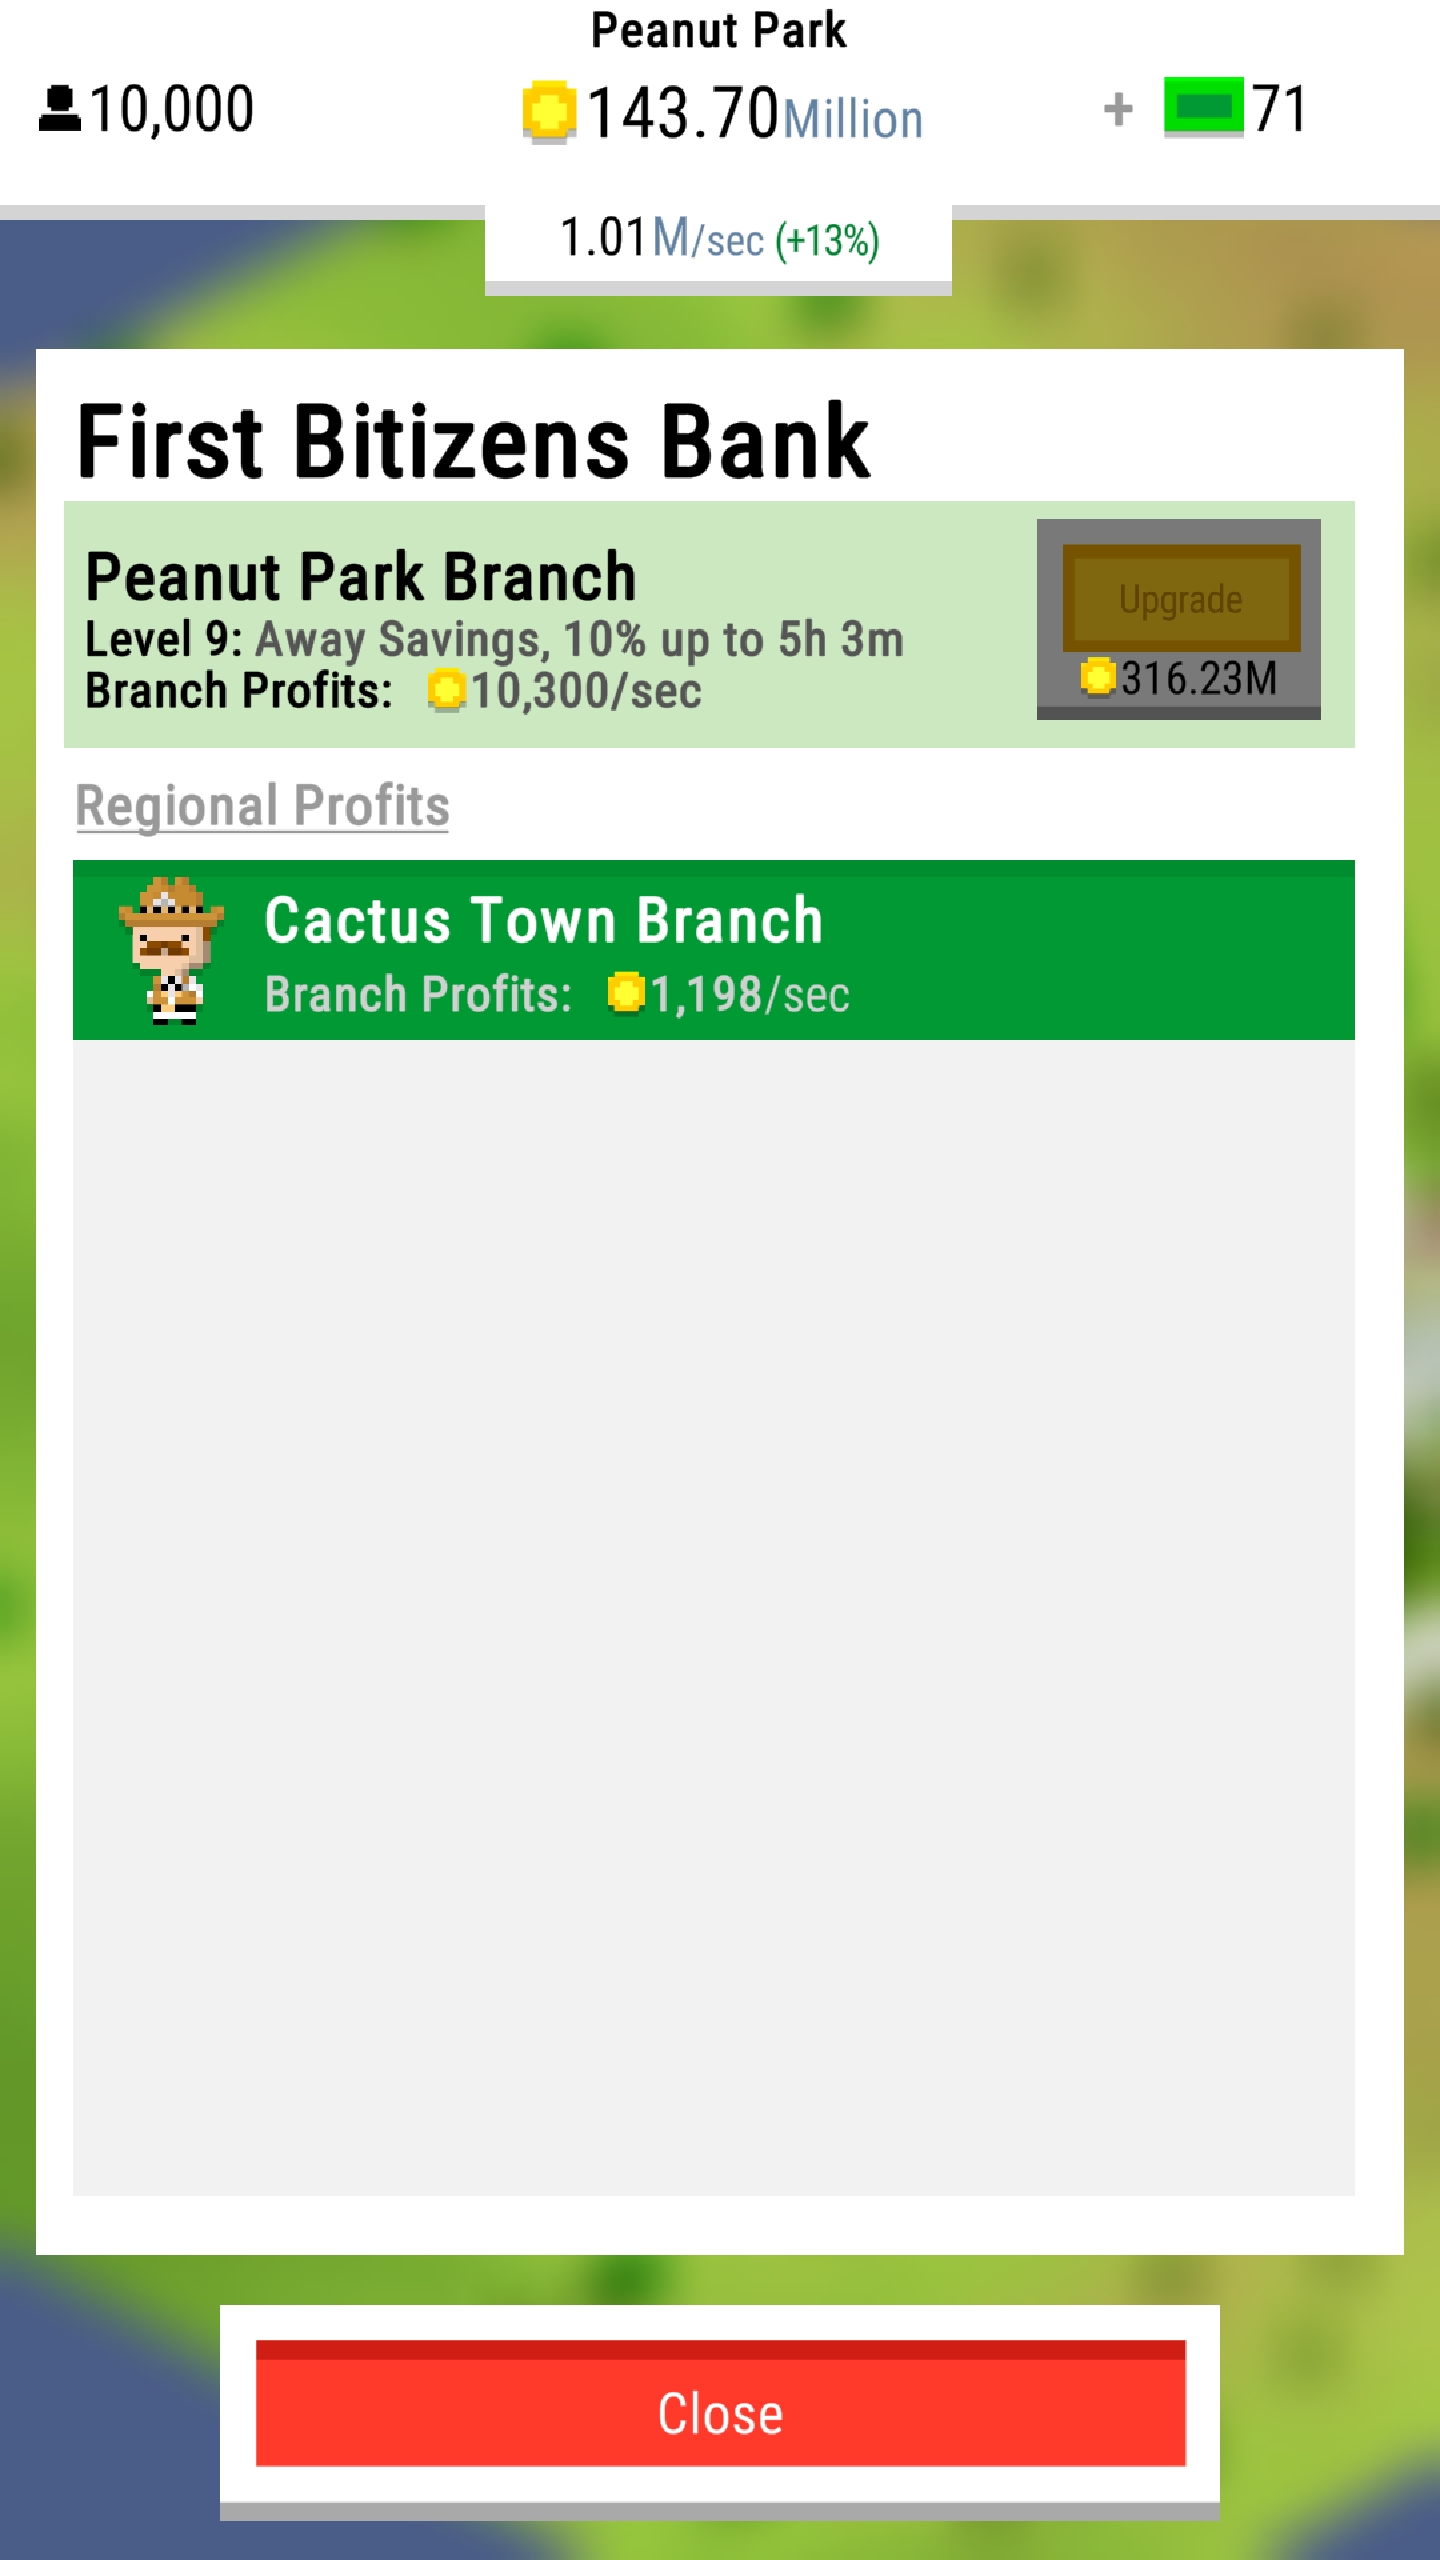 Peanut Park
10,000
143.70Million
+ 71
1.01M/sec (+13%)
First Bitizens Bank
Peanut Park Branch
Level 9: Away Savings, 10% up to 5h 3m
Branch Profits: 10,300/sec
Upgrade
316.23M
Regional Profits
Cactus Town Branch
Branch Profits: 1,198/sec
Close